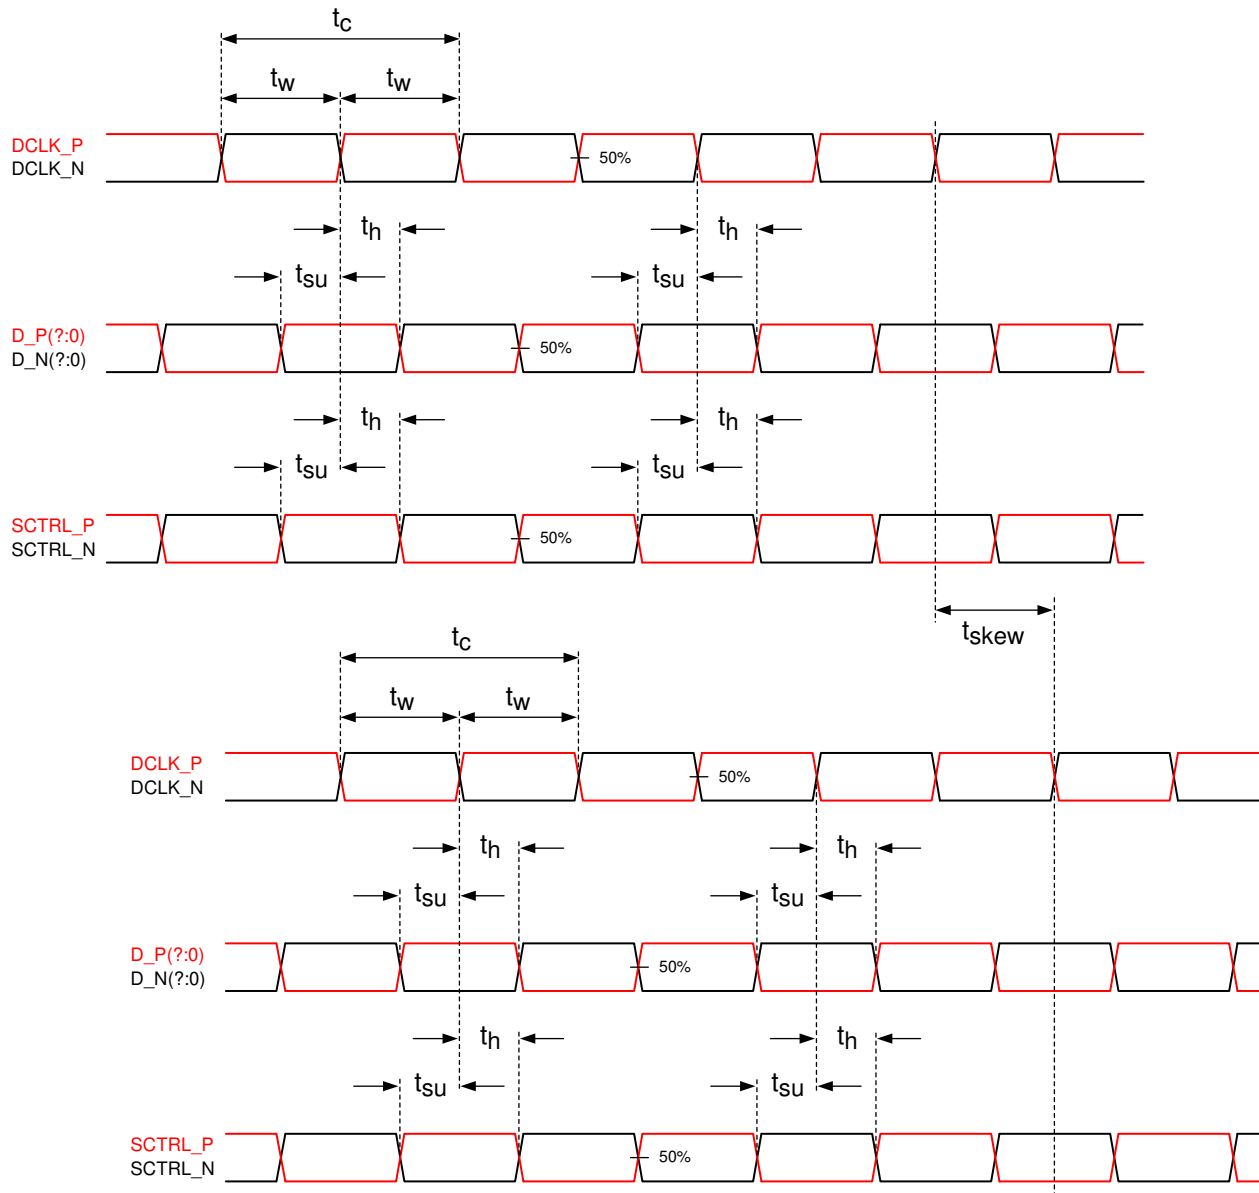 tc
tw tw
DCLK_P
DCLK_N
50%
th th
tsu tsu
D_P(?:0)
D_N(?:0)
50%
th th
tsu tsu
SCTRL_P
SCTRL_N
50%
tskew
tc
tw tw
DCLK_P
DCLK_N
50%
th th
tsu tsu
D_P(?:0)
D_N(?:0)
50%
th th
tsu tsu
SCTRL_P
SCTRL_N
50%